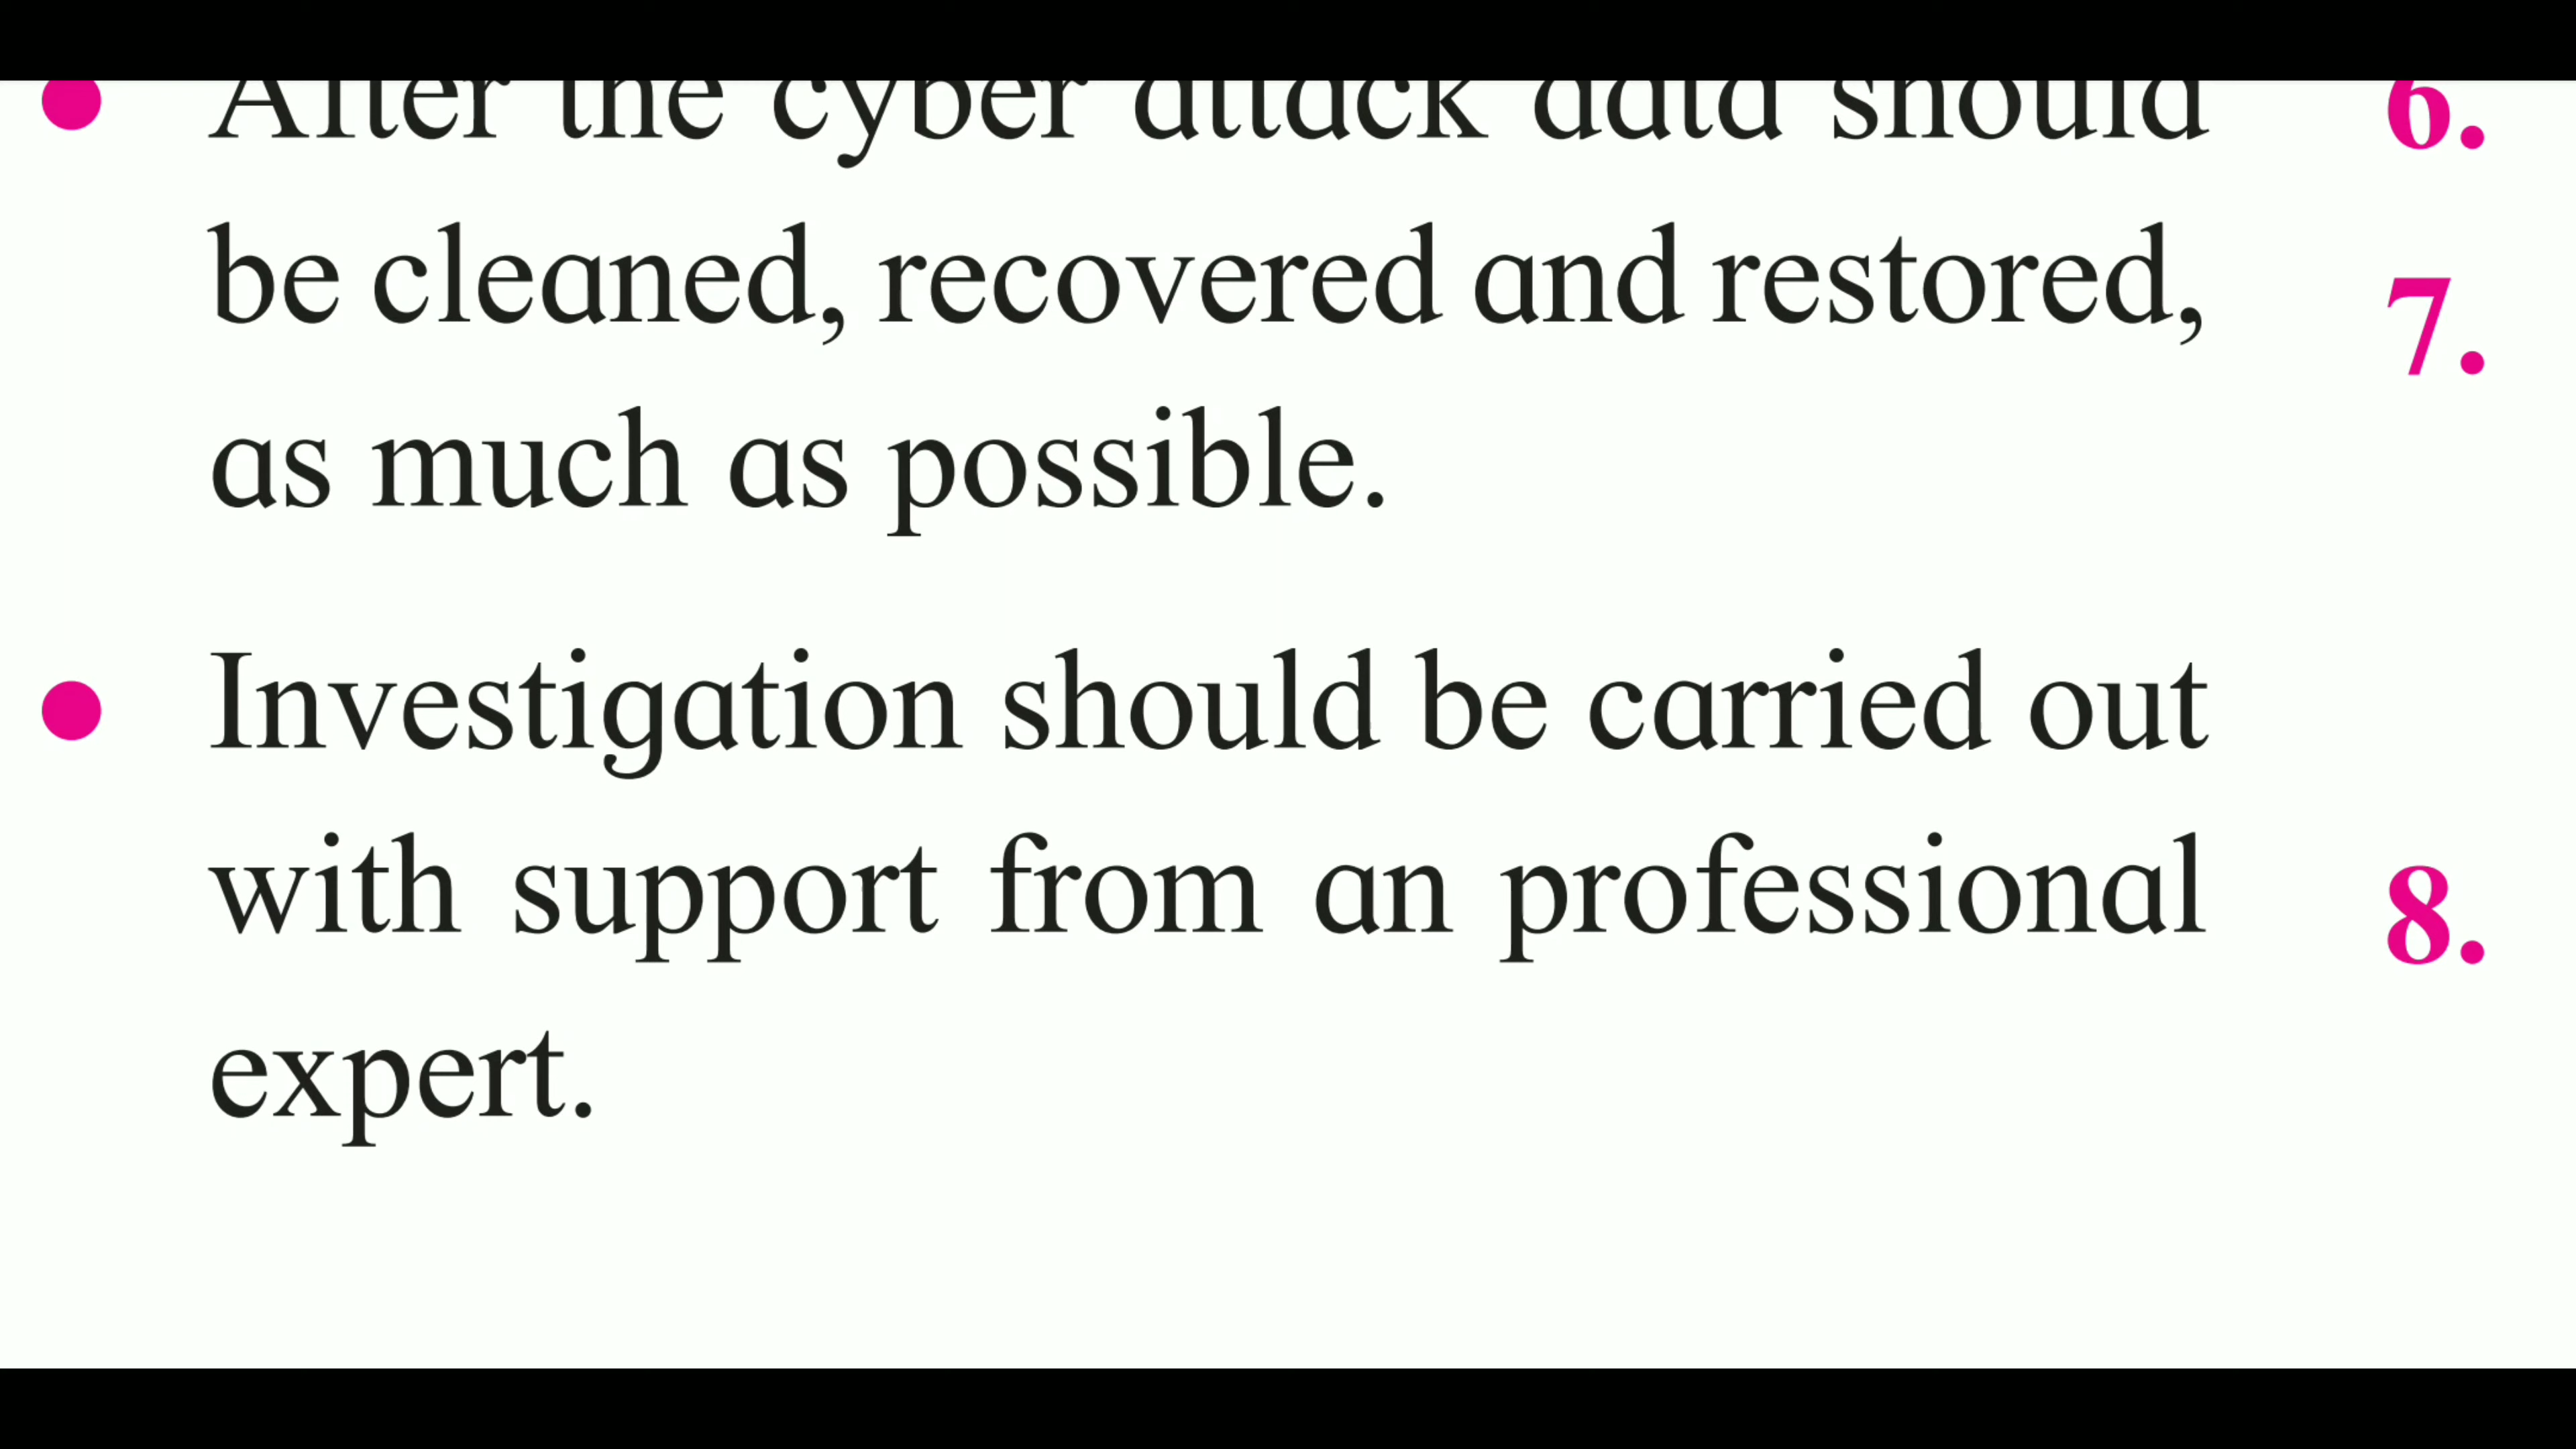 After the cyber attack data should
be cleaned, recovered and restored,
as much as possible.
Investigation should be carried out
with support from an professional
expert.
6.
7.
8.